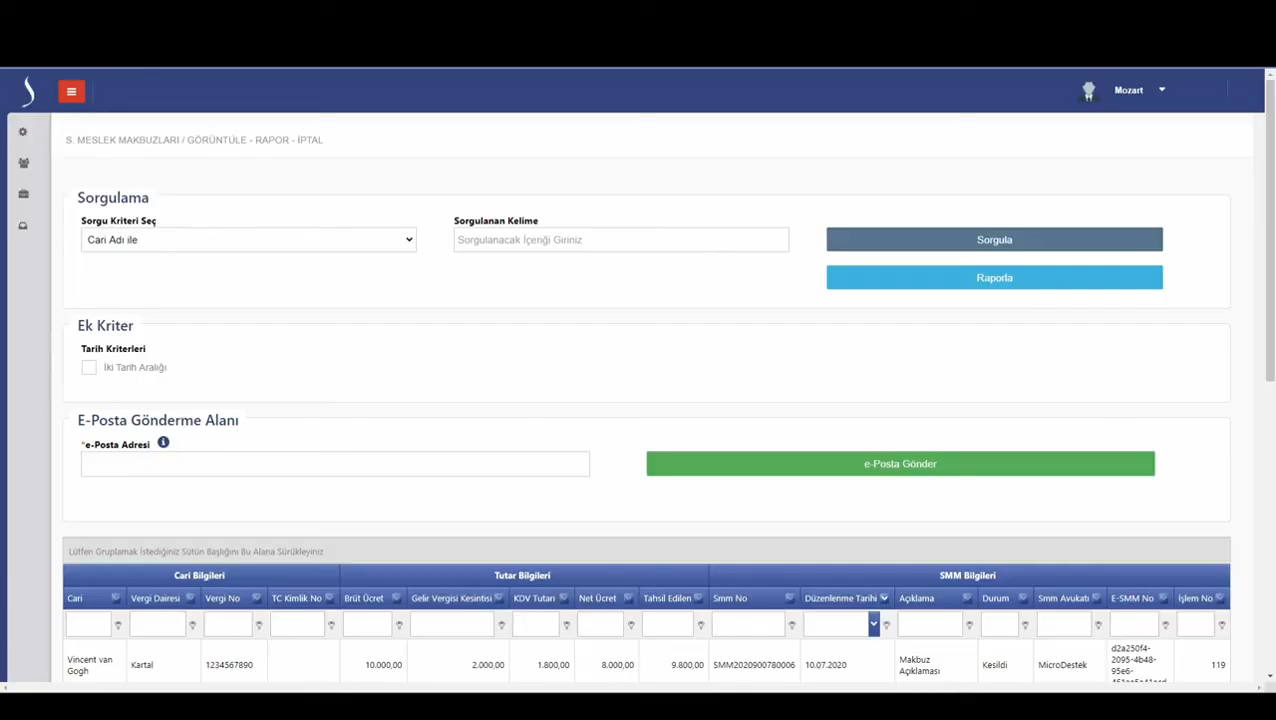 Mozart
S. MESLEK MAKBUZLARI / GÖRÜNTÜLE - RAPOR - İPTAL
Sorgulama
Sorgu Kriteri Seç
Sorgulanan Kelime
Cari Adı ile
Sorgulanacak İçeriği Giriniz
Sorgula
Raporla
Ek Kriter
Tarih Kriterleri
İki Tarih Aralığı
E-Posta Gönderme Alanı
*e-Posta Adresi
e-Posta Gönder
Lütfen Gruplamak İstediğiniz Sütün Başlığını Bu Alana Sürükleyiniz
Cari Bilgileri Tutar Bilgileri SMM Bilgileri
Cari Vergi Dairesi Vergi No TC Kimlik No Brüt Ücret Gelir Vergisi Kesintisi KDV Tutarı Net Ücret Tahsil Edilen Smm No Düzenlenme Tarihi Açıklama Durum Smm Avukatı E-SMM No İşlem No
Vincent van Gogh Kartal 1234567890 10.000,00 2.000,00 1.800,00 8.000,00 9.800,00 SMM2020900780006 10.07.2020 Makbuz Açıklaması Kesildi MicroDestek d2a250f4-2095-4b48-95e6- 119